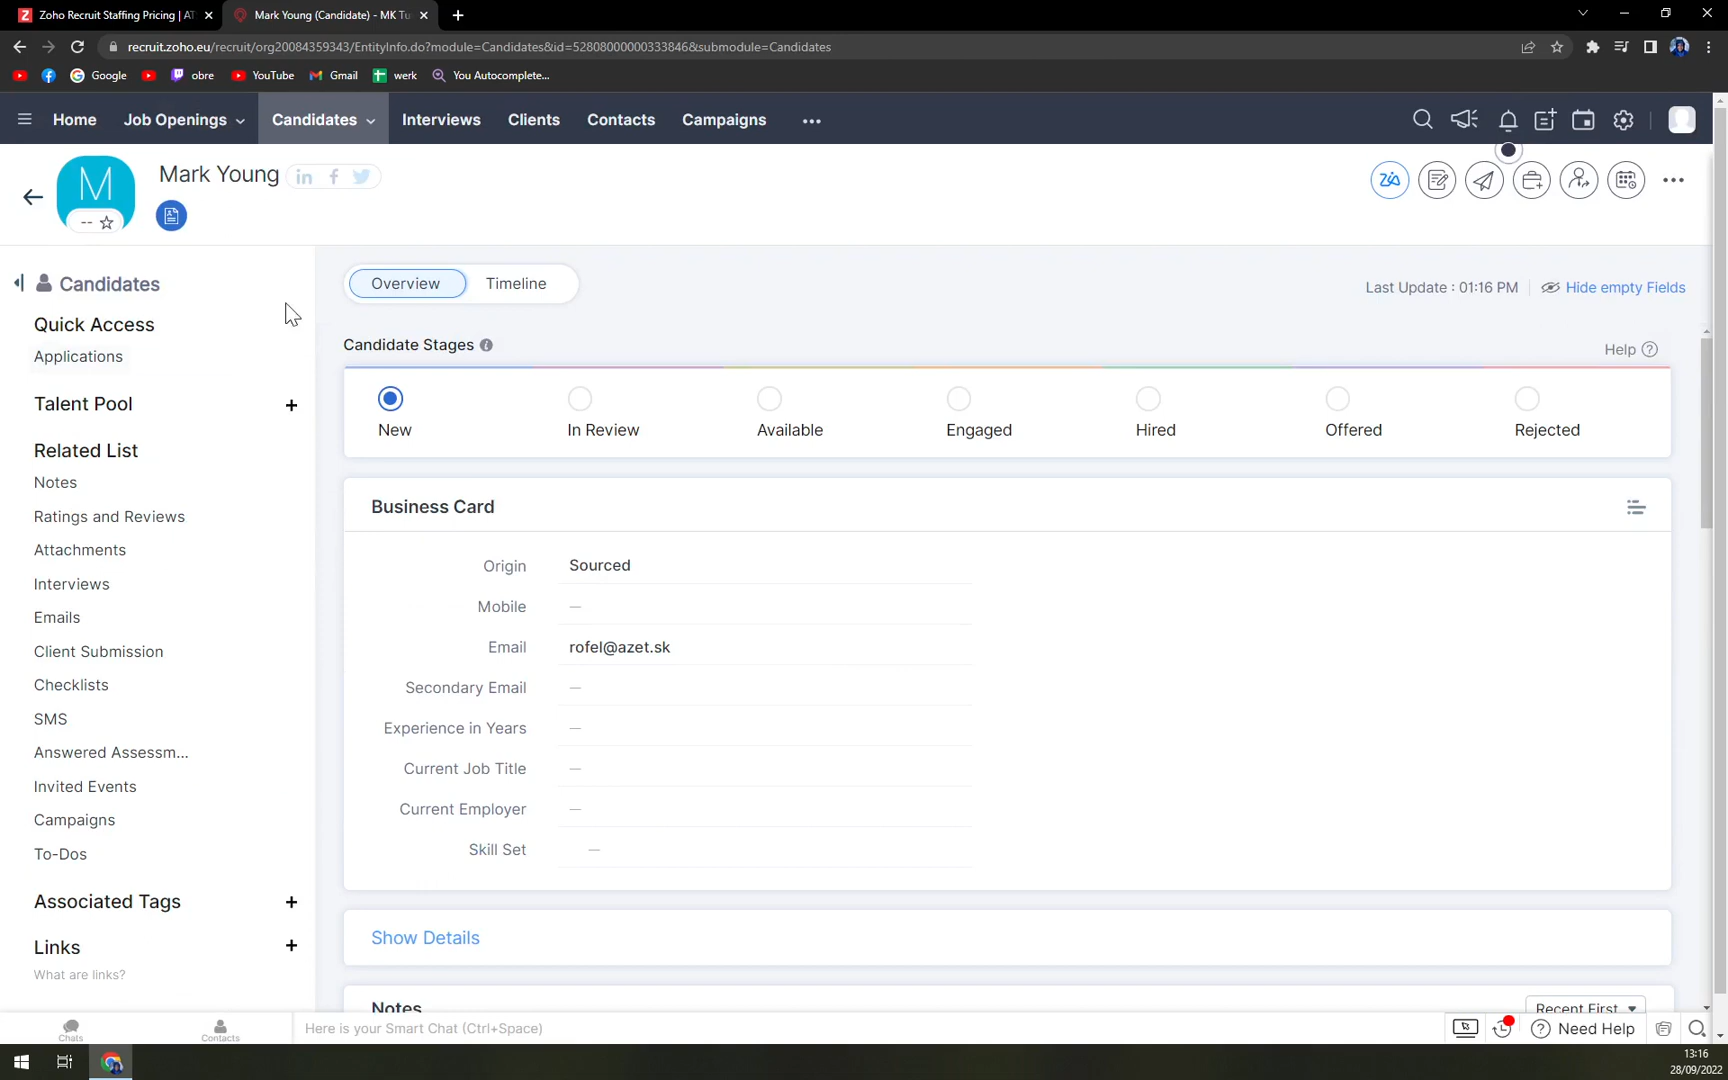 Zoho Recruit Staffing Pricing | AT
Mark Young (Candidate) - MK Tu
recruit.zoho.eu/recruit/org20084359343/EntityInfo.do?module=Candidates&id=52808000000333846&submodule=Candidates
Google
obre
YouTube
Gmail
werk
You Autocomplete...
Home
Job Openings
Candidates
Interviews
Clients
Contacts
Campaigns
M
--
Mark Young
Zia
Candidates
Quick Access
Applications
Talent Pool
+
Related List
Notes
Ratings and Reviews
Attachments
Interviews
Emails
Client Submission
Checklists
SMS
Answered Assessm...
Invited Events
Campaigns
To-Dos
Associated Tags
+
Links
+
What are links?
Overview
Timeline
Last Update : 01:16 PM
Hide empty Fields
Candidate Stages
Help
New
In Review
Available
Engaged
Hired
Offered
Rejected
Business Card
Origin Sourced
Mobile —
Email rofel@azet.sk
Secondary Email —
Experience in Years —
Current Job Title —
Current Employer —
Skill Set —
Show Details
Notes
Recent First
Chats
Contacts
Here is your Smart Chat (Ctrl+Space)
Need Help
13:16
28/09/2022